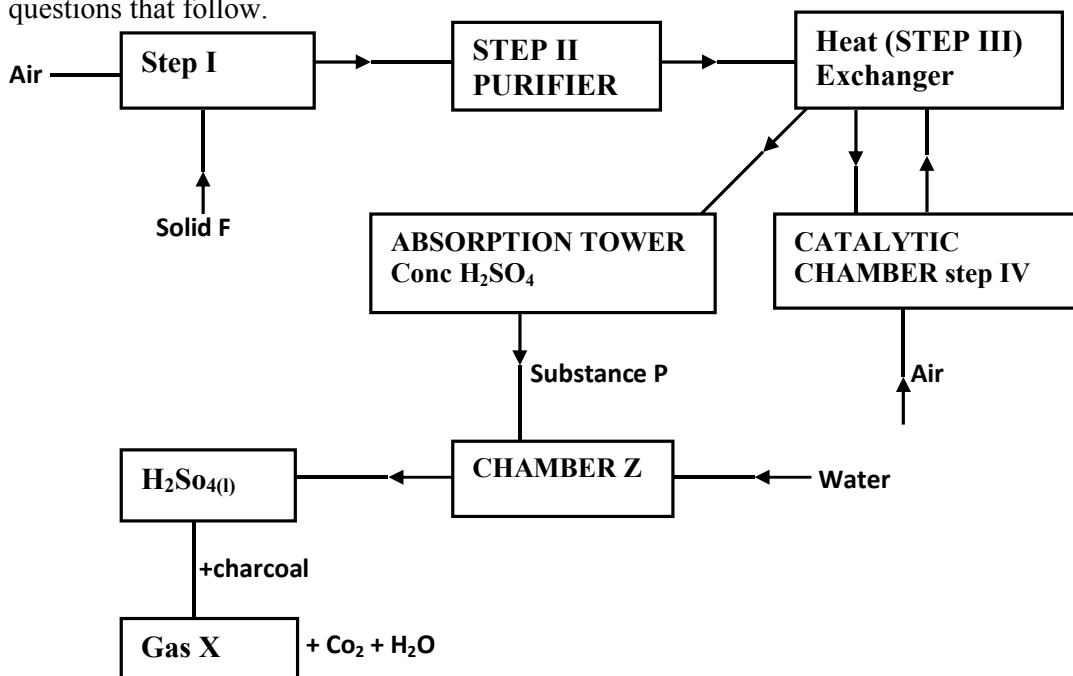 questions that follow.
Air
Step I
STEP II
PURIFIER
Heat (STEP III)
Exchanger
Solid F
ABSORPTION TOWER
Conc H₂SO₄
CATALYTIC
CHAMBER step IV
Substance P
Air
H₂So₄₍ₗ₎
CHAMBER Z
Water
+charcoal
Gas X
+ Co₂ + H₂O